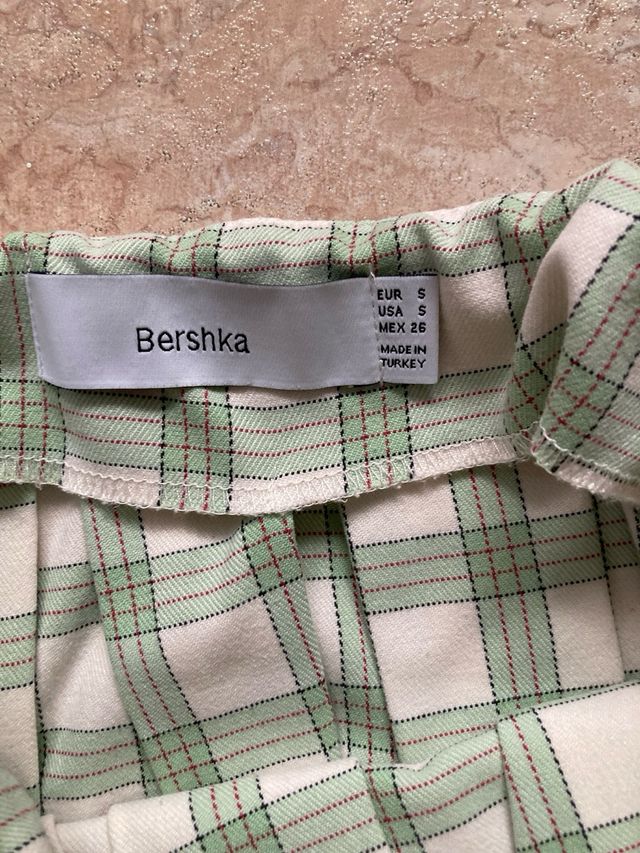 Bershka
EUR S
USA S
MEX 26
MADE IN
TURKEY